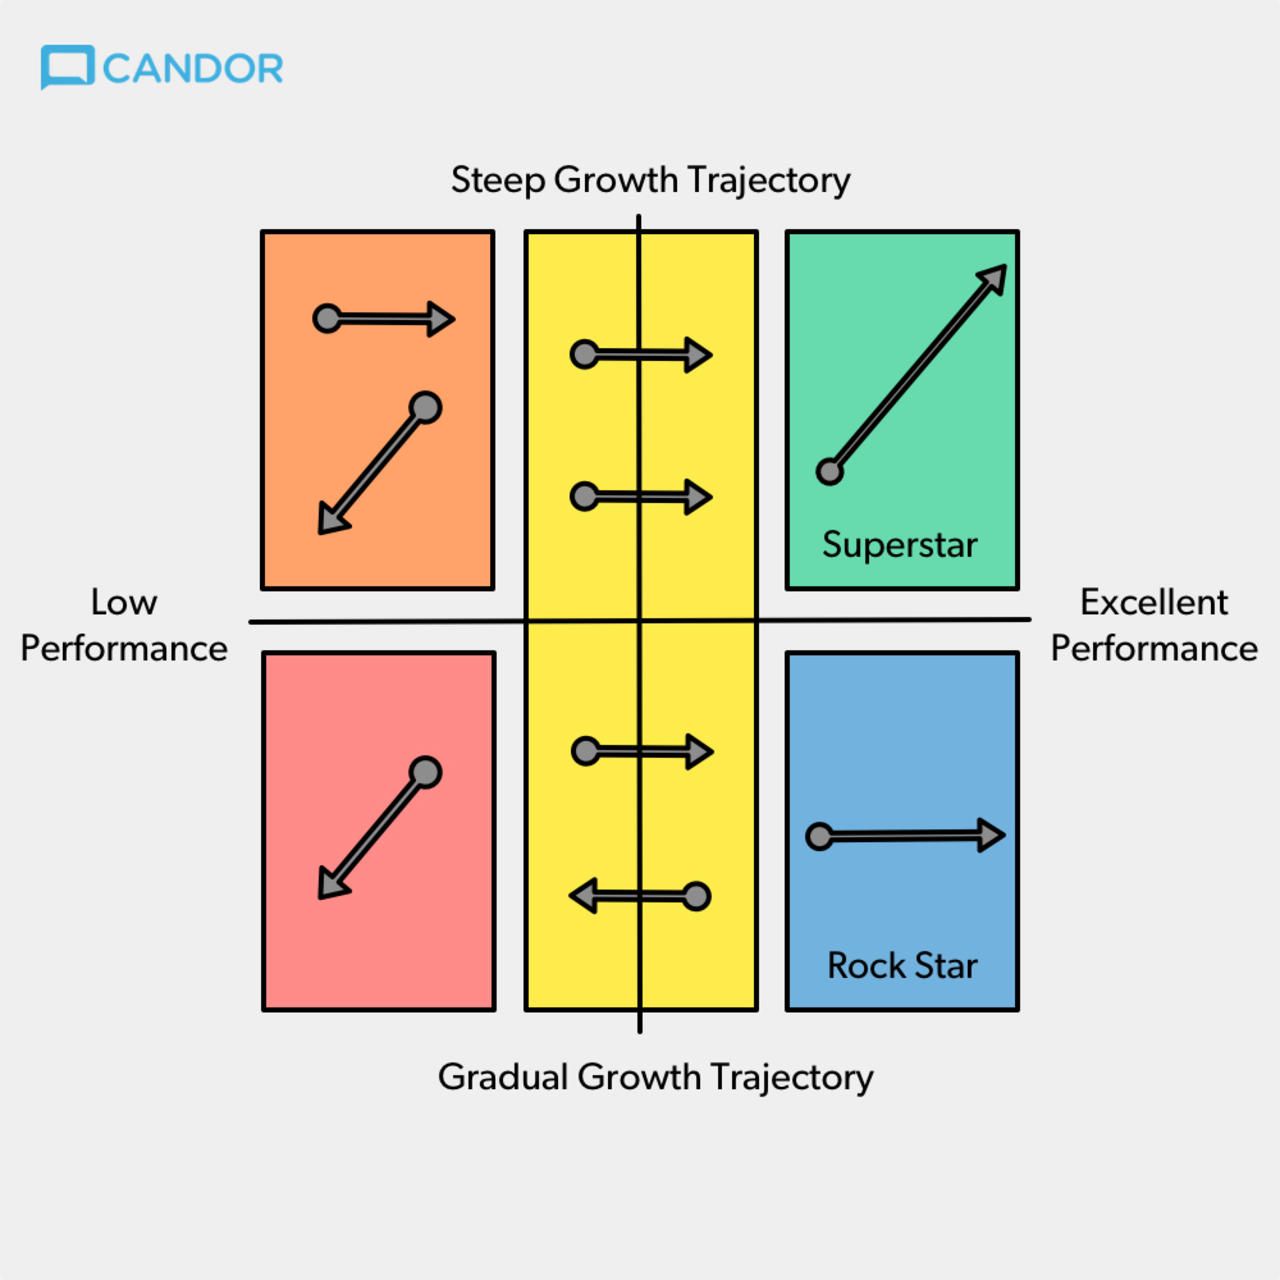 CANDOR
Steep Growth Trajectory
Superstar
Low
Performance
Excellent
Performance
Rock Star
Gradual Growth Trajectory